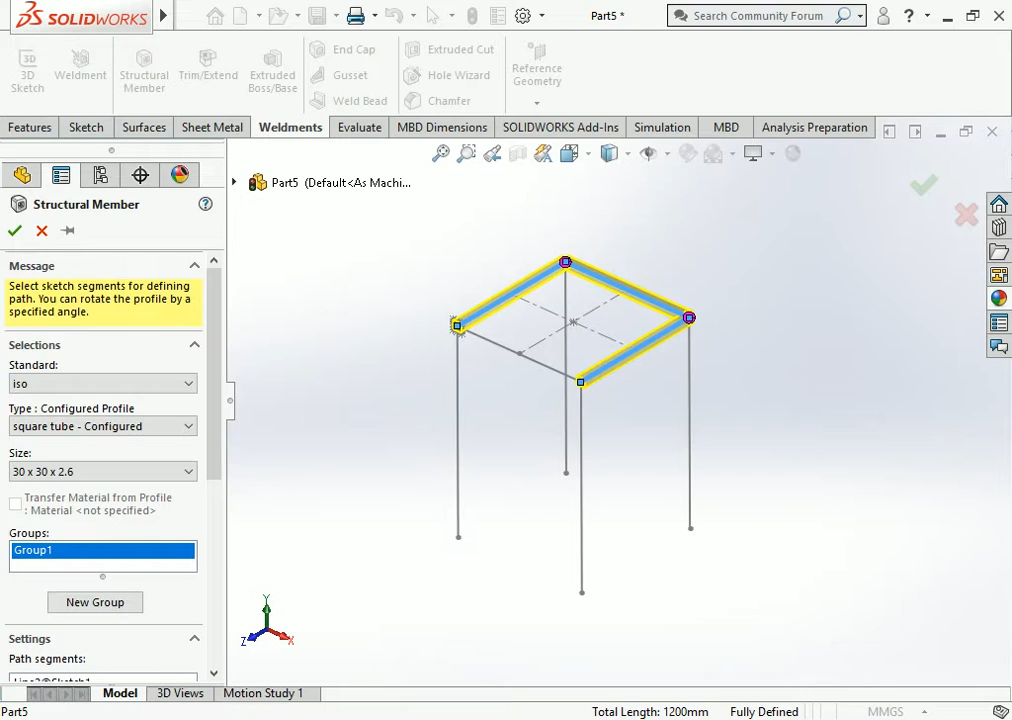 SOLIDWORKS
Part5 *
Search Community Forum
?
3D
Sketch
Weldment
Structural
Member
Trim/Extend
Extruded
Boss/Base
End Cap
Gusset
Weld Bead
Extruded Cut
Hole Wizard
Chamfer
Reference
Geometry
Features
Sketch
Surfaces
Sheet Metal
Weldments
Evaluate
MBD Dimensions
SOLIDWORKS Add-Ins
Simulation
MBD
Analysis Preparation
Part5 (Default<As Machi...
Structural Member
?
Message
Select sketch segments for defining
path. You can rotate the profile by a
specified angle.
Selections
Standard:
iso
Type : Configured Profile
square tube - Configured
Size:
30 x 30 x 2.6
Transfer Material from Profile
: Material <not specified>
Groups:
Group1
New Group
Settings
Path segments:
Y
Z
X
Model
3D Views
Motion Study 1
Part5
Total Length: 1200mm
Fully Defined
MMGS